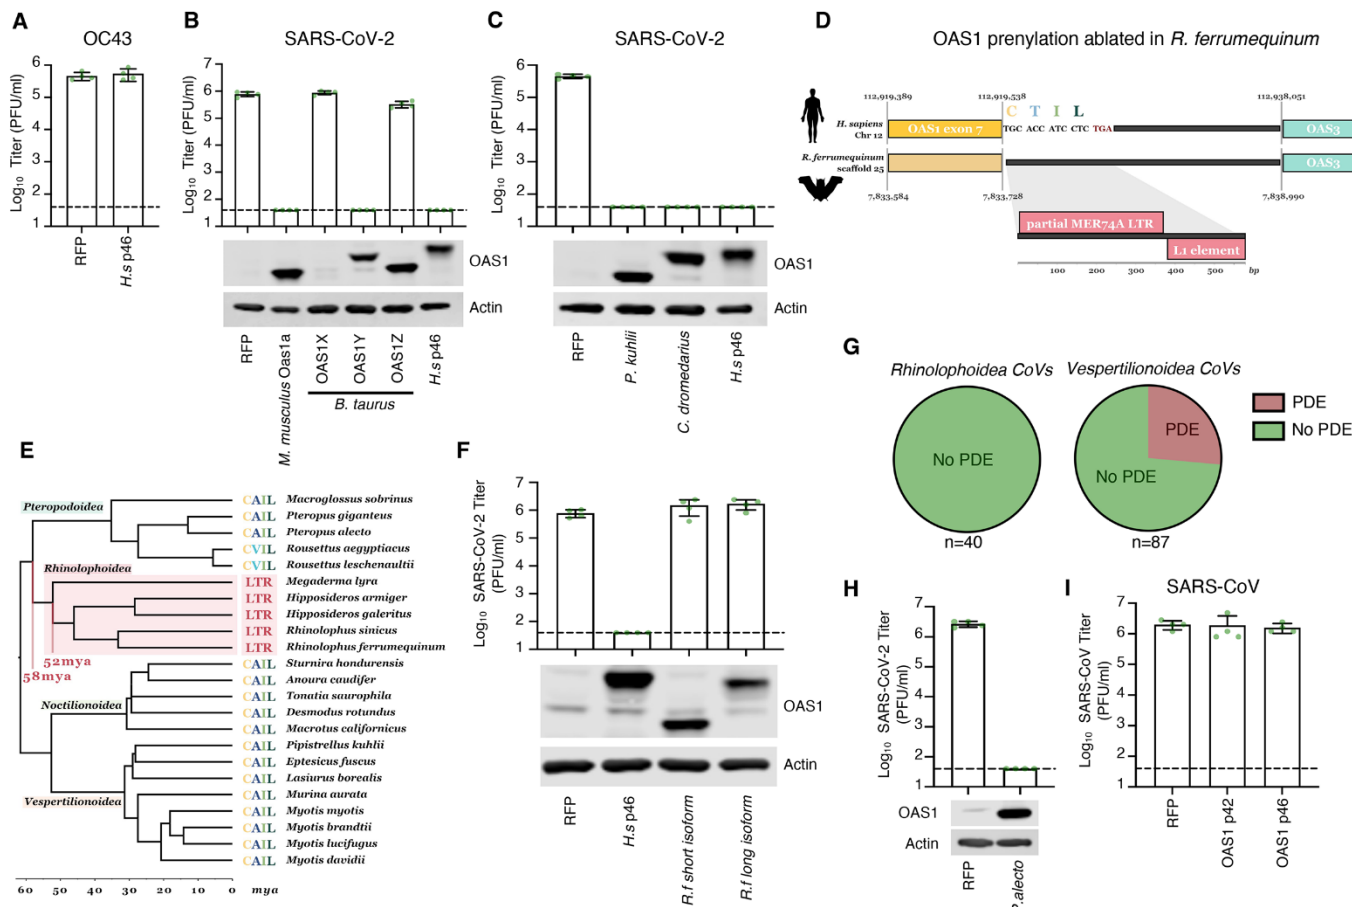 A
OC43
Log₁₀ Titer (PFU/ml)
6
5
4
3
2
1
RFP
H.s p46
B
SARS-CoV-2
Log₁₀ Titer (PFU/ml)
7
6
5
4
3
2
1
OAS1
Actin
RFP
M. musculus Oas1a
OAS1X
OAS1Y
OAS1Z
H.s p46
B. taurus
C
SARS-CoV-2
Log₁₀ Titer (PFU/ml)
6
5
4
3
2
1
OAS1
Actin
RFP
P. kuhlii
C. dromedarius
H.s p46
D
OAS1 prenylation ablated in R. ferrumequinum
112,919,389
112,919,538
112,938,051
C T I L
H. sapiens
Chr 12
OAS1 exon 7
TGC ACC ATC CTC TGA
OAS3
R. ferrumequinum
scaffold 25
OAS3
7,833,584
7,833,728
7,838,990
partial MER74A LTR
L1 element
100 200 300 400 500 bp
E
Pteropodoidea
Rhinolophoidea
52mya
58mya
Noctilionoidea
Vespertilionoidea
CAIL Macroglossus sobrinus
CAIL Pteropus giganteus
CAIL Pteropus alecto
CVIL Rousettus aegyptiacus
CVIL Rousettus leschenaultii
LTR Megaderma lyra
LTR Hipposideros armiger
LTR Hipposideros galeritus
LTR Rhinolophus sinicus
LTR Rhinolophus ferrumequinum
CAIL Sturnira hondurensis
CAIL Anoura caudifer
CAIL Tonatia saurophila
CAIL Desmodus rotundus
CAIL Macrotus californicus
CAIL Pipistrellus kuhlii
CAIL Eptesicus fuscus
CAIL Lasiurus borealis
CAIL Murina aurata
CAIL Myotis myotis
CAIL Myotis brandtii
CAIL Myotis lucifugus
CAIL Myotis davidii
60 50 40 30 20 10 0 mya
F
Log₁₀ SARS-CoV-2 Titer
(PFU/ml)
7
6
5
4
3
2
1
OAS1
Actin
RFP
H.s p46
R.f short isoform
R.f long isoform
G
Rhinolophoidea CoVs
Vespertilionoidea CoVs
No PDE
PDE
No PDE
n=40
n=87
PDE
No PDE
H
Log₁₀ SARS-CoV-2 Titer
(PFU/ml)
7
6
5
4
3
2
1
OAS1
Actin
RFP
P.alecto
I
SARS-CoV
Log₁₀ SARS-CoV Titer
(PFU/ml)
7
6
5
4
3
2
1
RFP
OAS1 p42
OAS1 p46